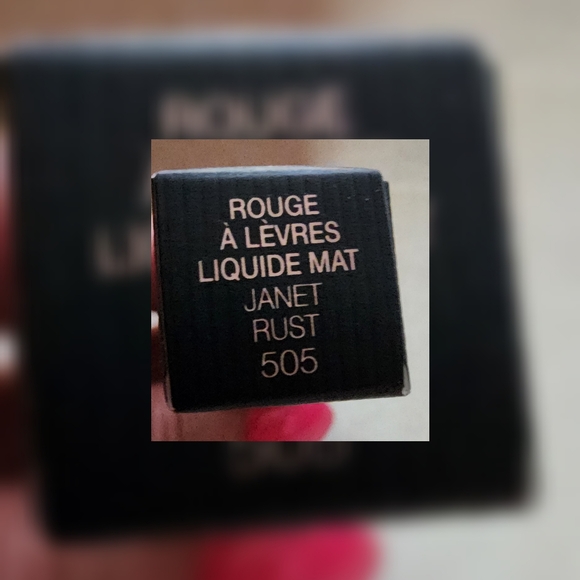 ROUGE
À LÈVRES
LIQUIDE MAT
JANET
RUST
505